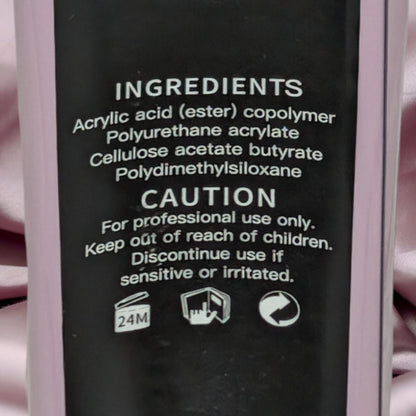 INGREDIENTS
Acrylic acid (ester) copolymer
Polyurethane acrylate
Cellulose acetate butyrate
Polydimethylsiloxane
CAUTION
For professional use only.
Keep out of reach of children.
Discontinue use if
sensitive or irritated.
24M